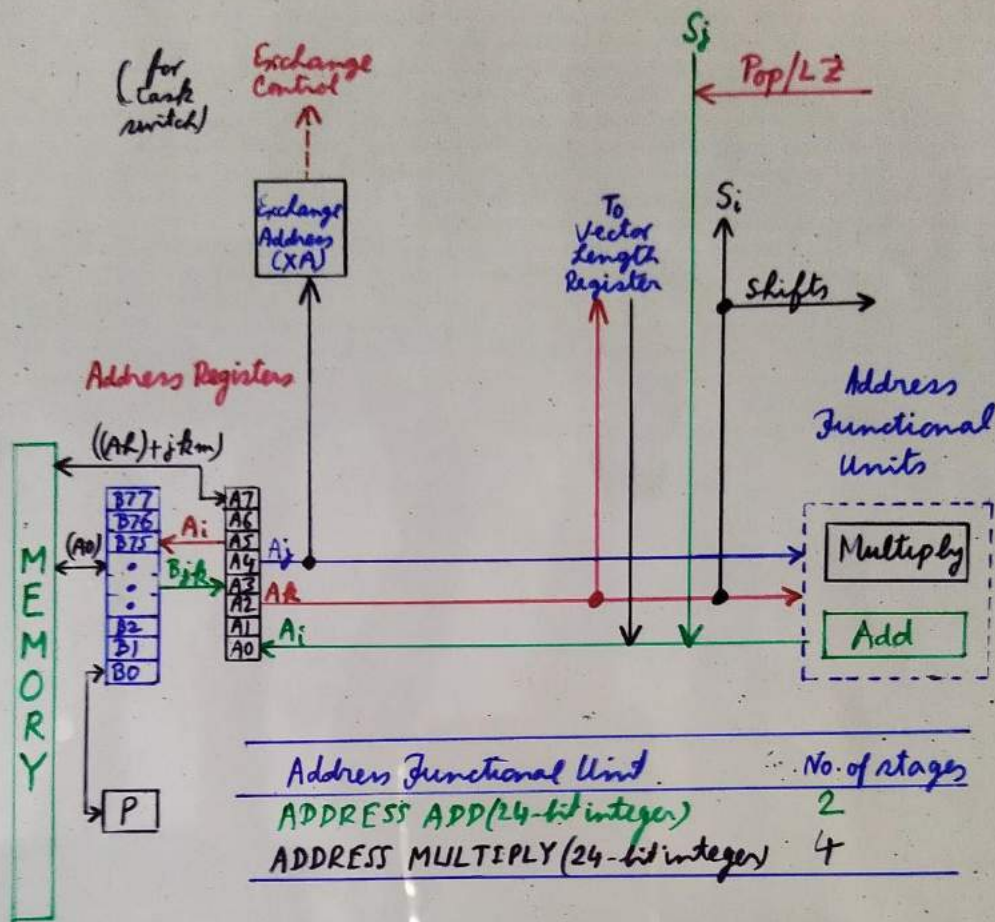 (for
task
switch)
Exchange
Control
Sj
Pop/LZ
Exchange
Address
(XA)
To
Vector
Length
Register
Si
Shifts
Address Registers
Address
Functional
Units
((Ah)+jkm)
MEMORY
(A0)
B77
B76
B75
B2
B1
B0
Ai
Bjk
A7
A6
A5
A4
A3
A2
A1
A0
Aj
Ak
Ai
Multiply
Add
P
Address Functional Unit No. of stages
ADDRESS ADD (24-bit integer) 2
ADDRESS MULTIPLY (24-bit integer) 4